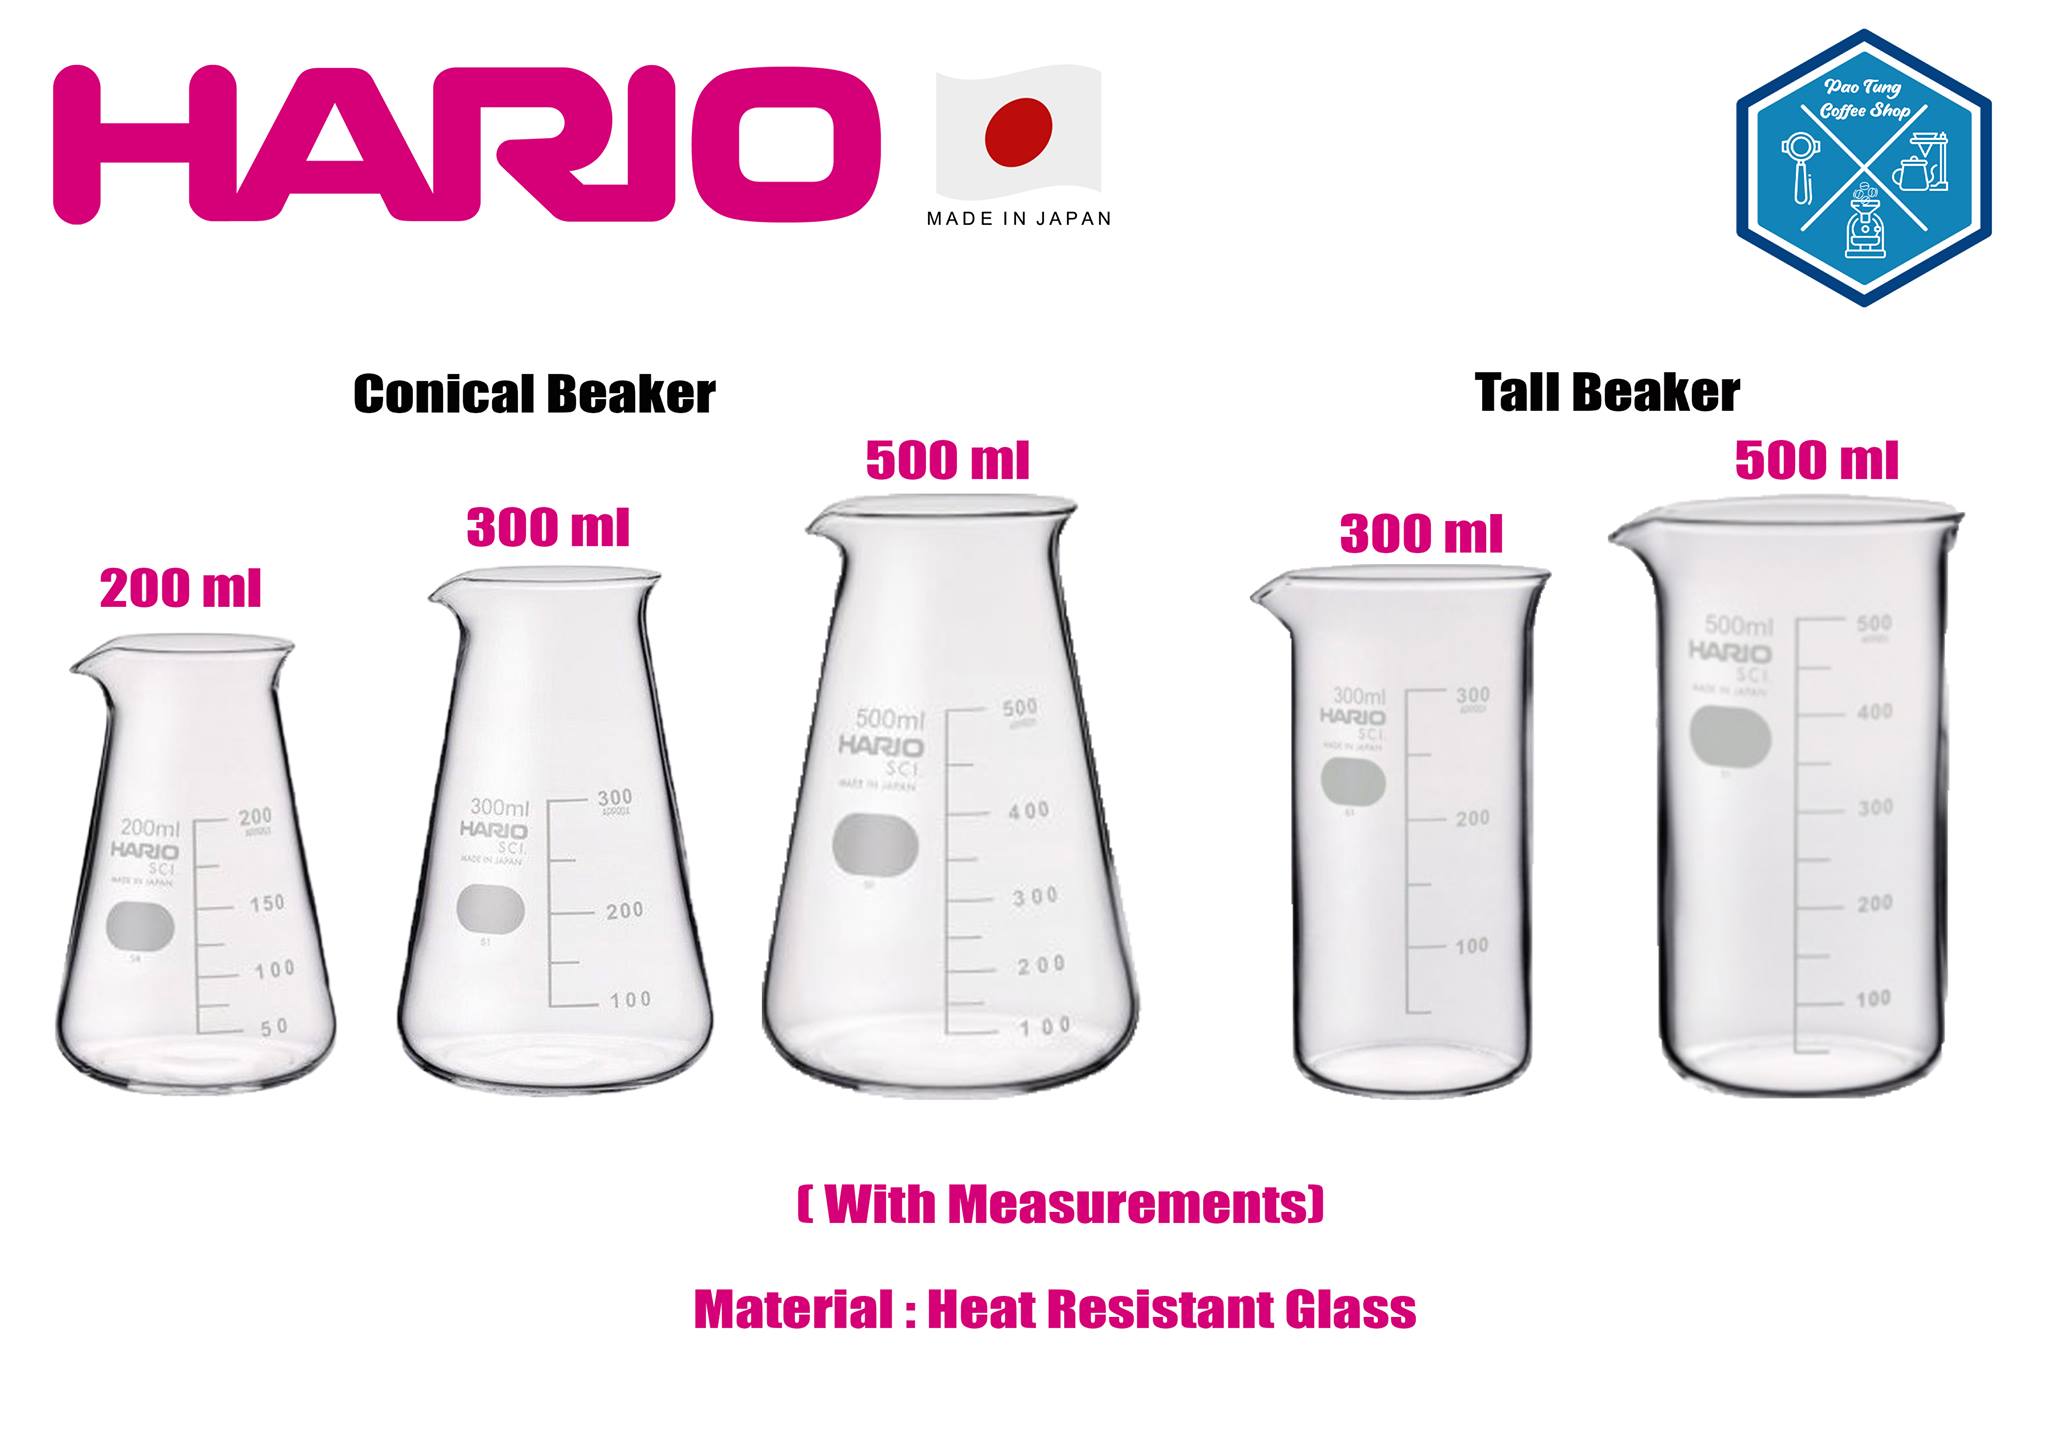 HARIO
MADE IN JAPAN
Pao Tung
Coffee Shop
Conical Beaker
Tall Beaker
200 ml
300 ml
500 ml
300 ml
500 ml
200ml
HARIO
SCI.
MADE IN JAPAN
200
150
100
50
300ml
HARIO
SCI.
MADE IN JAPAN
300
200
100
500ml
HARIO
SCI.
MADE IN JAPAN
500
400
300
200
100
300ml
HARIO
SCI.
MADE IN JAPAN
300
200
100
500ml
HARIO
SCI.
MADE IN JAPAN
500
400
300
200
100
( With Measurements)
Material : Heat Resistant Glass